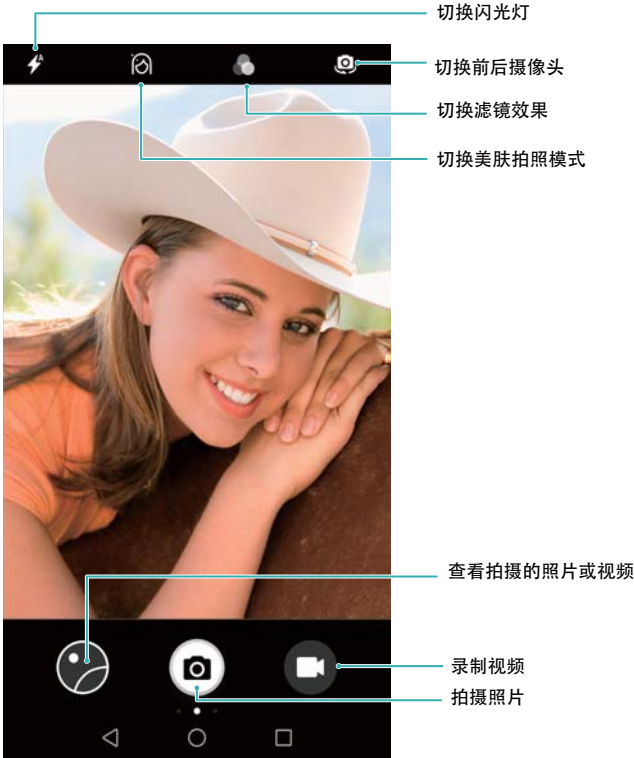 切换闪光灯
切换前后摄像头
切换滤镜效果
切换美肤拍照模式
查看拍摄的照片或视频
录制视频
拍摄照片